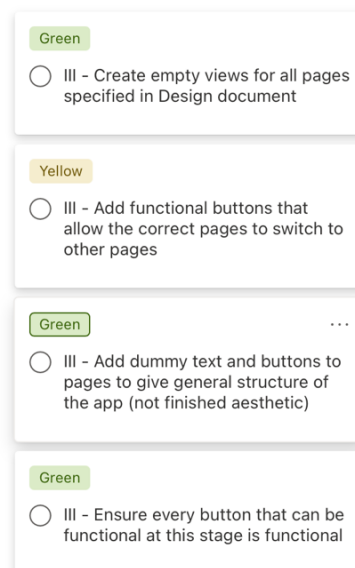 Green
III - Create empty views for all pages
specified in Design document
Yellow
III - Add functional buttons that
allow the correct pages to switch to
other pages
Green
III - Add dummy text and buttons to
pages to give general structure of
the app (not finished aesthetic)
Green
III - Ensure every button that can be
functional at this stage is functional